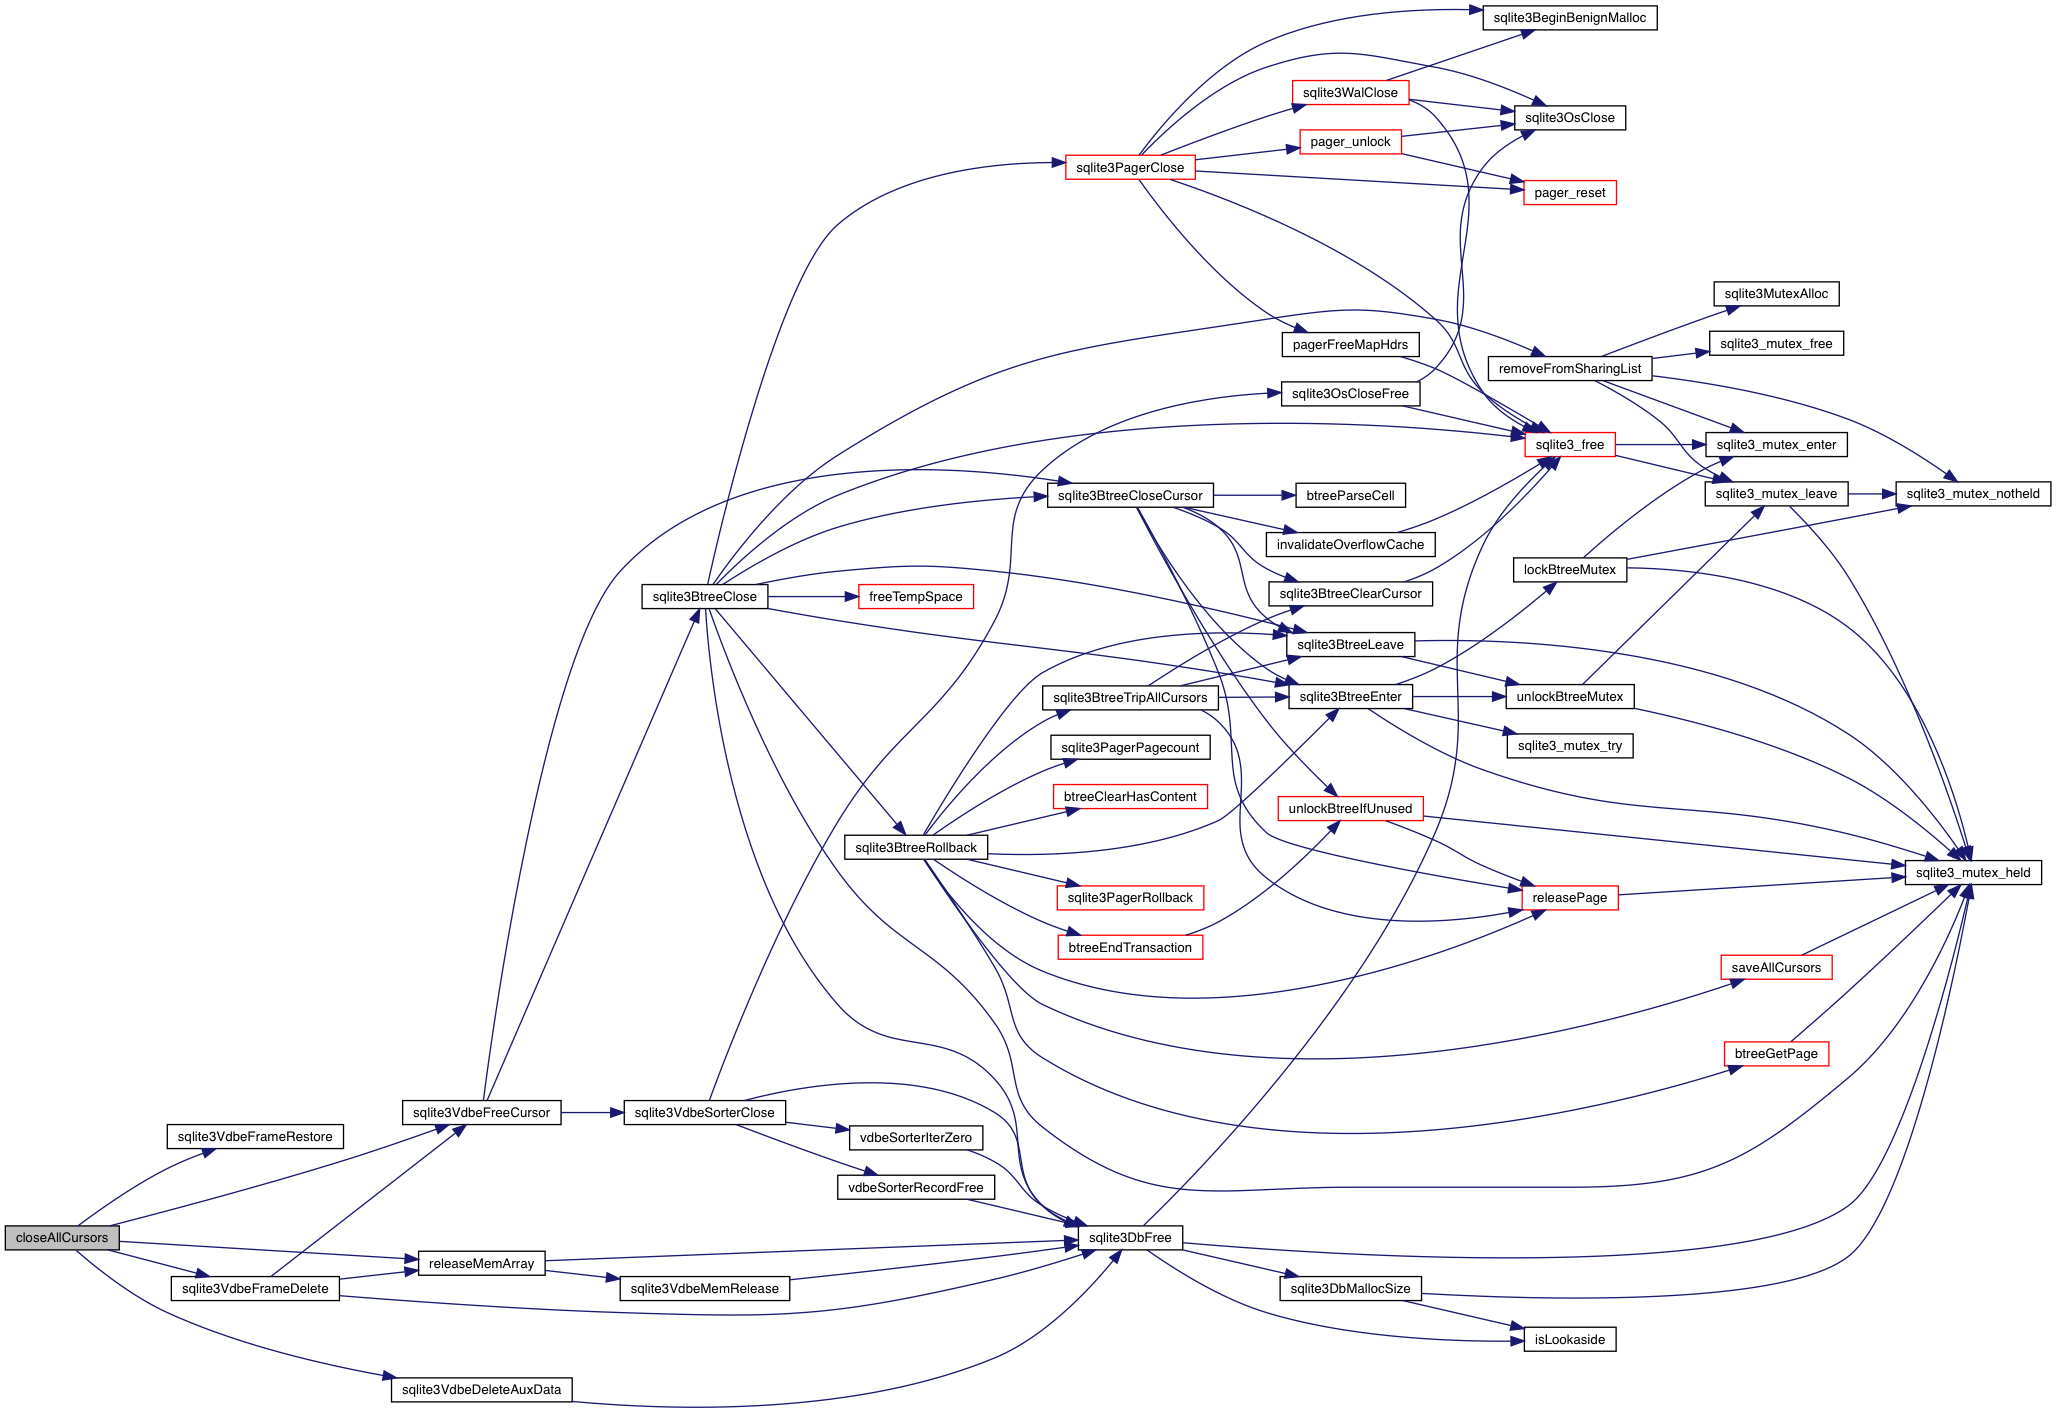 sqlite3BeginBenignMalloc
sqlite3WalClose
sqlite3OsClose
pager_unlock
sqlite3PagerClose
pager_reset
sqlite3MutexAlloc
sqlite3_mutex_free
pagerFreeMapHdrs
removeFromSharingList
sqlite3OsCloseFree
sqlite3_free
sqlite3_mutex_enter
sqlite3BtreeCloseCursor
btreeParseCell
sqlite3_mutex_leave
sqlite3_mutex_notheld
invalidateOverflowCache
lockBtreeMutex
sqlite3BtreeClose
freeTempSpace
sqlite3BtreeClearCursor
sqlite3BtreeLeave
sqlite3BtreeTripAllCursors
sqlite3BtreeEnter
unlockBtreeMutex
sqlite3PagerPagecount
sqlite3_mutex_try
btreeClearHasContent
unlockBtreeIfUnused
sqlite3BtreeRollback
sqlite3_mutex_held
sqlite3PagerRollback
releasePage
btreeEndTransaction
saveAllCursors
btreeGetPage
sqlite3VdbeFreeCursor
sqlite3VdbeSorterClose
sqlite3VdbeFrameRestore
vdbeSorterIterZero
vdbeSorterRecordFree
closeAllCursors
sqlite3DbFree
releaseMemArray
sqlite3VdbeFrameDelete
sqlite3VdbeMemRelease
sqlite3DbMallocSize
isLookaside
sqlite3VdbeDeleteAuxData